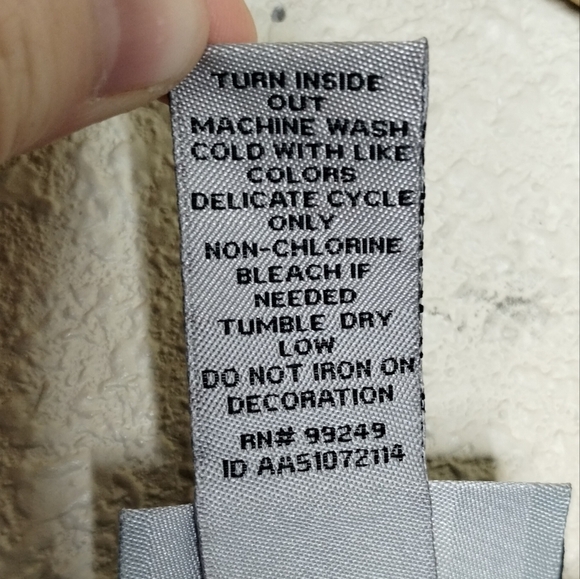 TURN INSIDE
OUT
MACHINE WASH
COLD WITH LIKE
COLORS
DELICATE CYCLE
ONLY
NON-CHLORINE
BLEACH IF
NEEDED
TUMBLE DRY
LOW
DO NOT IRON ON
DECORATION
RN# 99249
ID AA51072114